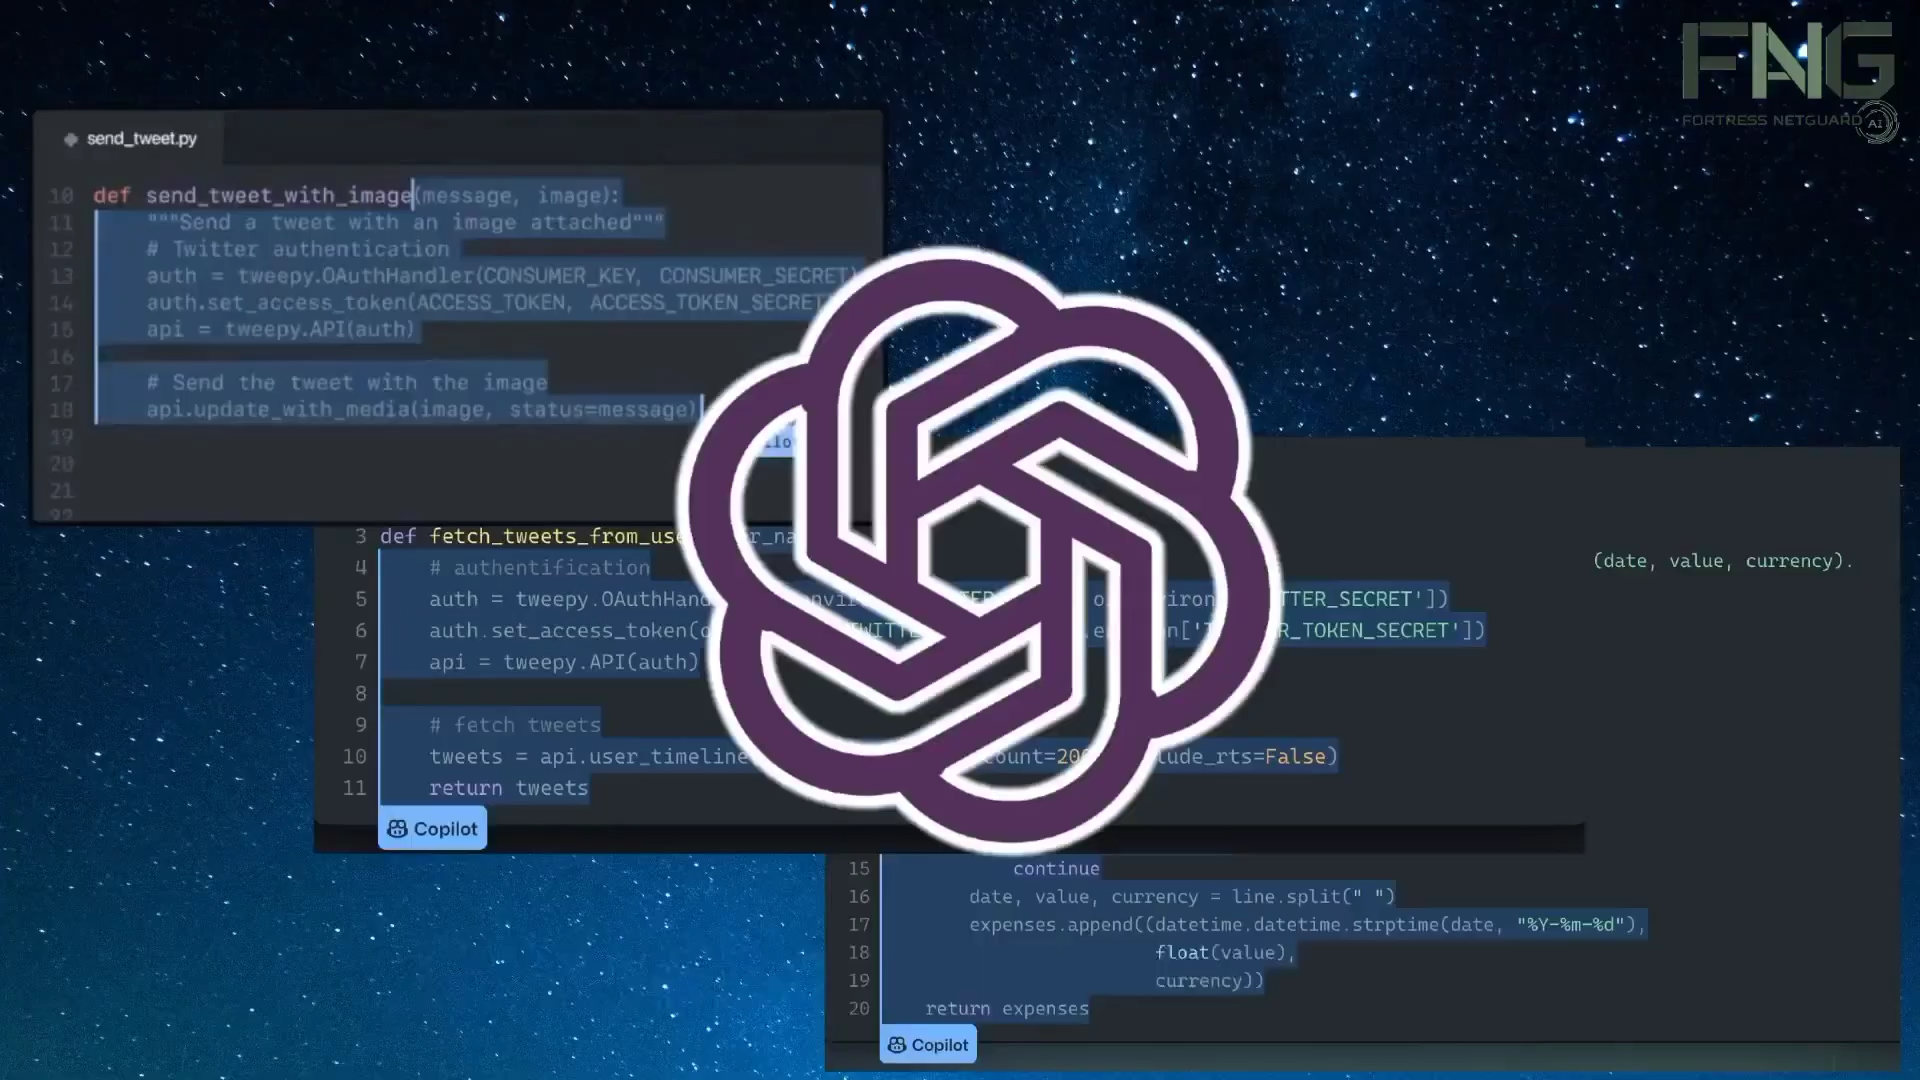 FNG
FORTRESS NETGUARD AI
send_tweet.py
10 def send_tweet_with_image(message, image):
11 """Send a tweet with an image attached"""
12 # Twitter authentication
13 auth = tweepy.OAuthHandler(CONSUMER_KEY, CONSUMER_SECRET)
14 auth.set_access_token(ACCESS_TOKEN, ACCESS_TOKEN_SECRET
15 api = tweepy.API(auth)
16
17 # Send the tweet with the image
18 api.update_with_media(image, status=message)
19
20
21
22
(date, value, currency).
3 def fetch_tweets_from_use r_na
4 # authentification
5 auth = tweepy.OAuthHand TTER_SECRET'])
6 auth.set_access_token( R_TOKEN_SECRET'])
7 api = tweepy.API(auth)
8
9 # fetch tweets
10 tweets = api.user_timeline ount=200 lude_rts=False)
11 return tweets
Copilot
15 continue
16 date, value, currency = line.split(" ")
17 expenses.append((datetime.datetime.strptime(date, "%Y-%m-%d"),
18 float(value),
19 currency))
20 return expenses
Copilot